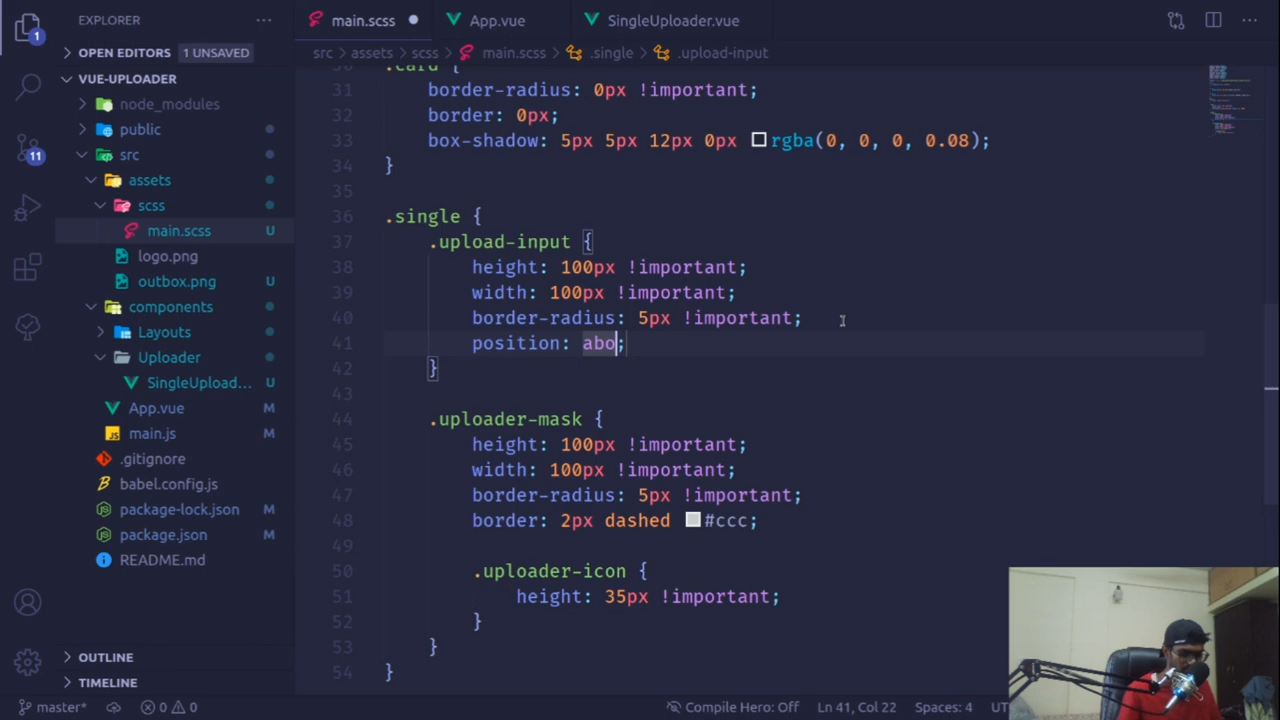 EXPLORER
main.scss
App.vue
SingleUploader.vue
OPEN EDITORS 1 UNSAVED
src > assets > scss > main.scss > .single > .upload-input
VUE-UPLOADER
node_modules
public
src
assets
scss
main.scss U
logo.png
outbox.png U
components
Layouts
Uploader
SingleUpload... U
App.vue M
main.js M
.gitignore
babel.config.js
package-lock.json M
package.json M
README.md
OUTLINE
TIMELINE
1
11
.card {
31 border-radius: 0px !important;
32 border: 0px;
33 box-shadow: 5px 5px 12px 0px rgba(0, 0, 0, 0.08);
34 }
35
36 .single {
37 .upload-input {
38 height: 100px !important;
39 width: 100px !important;
40 border-radius: 5px !important;
41 position: abo;
42 }
43
44 .uploader-mask {
45 height: 100px !important;
46 width: 100px !important;
47 border-radius: 5px !important;
48 border: 2px dashed #ccc;
49
50 .uploader-icon {
51 height: 35px !important;
52 }
53 }
54 }
master* 0 0 Compile Hero: Off Ln 41, Col 22 Spaces: 4